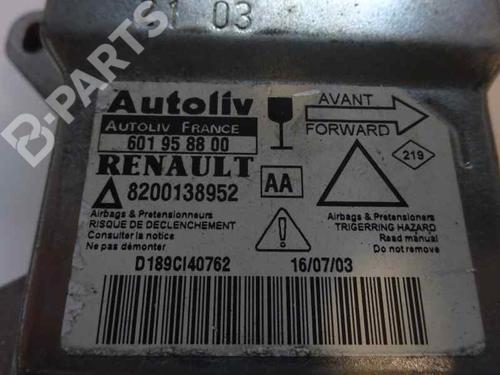 01 03
B-PARTS
Autoliv
AUTOLIV FRANCE
601 95 88 00
RENAULT
8200138952
AA
AVANT
FORWARD
219
Airbags & Pretensionneurs
RISQUE DE DECLENCHEMENT
Consulter la notice
Ne pas démonter
Airbags & Pretensioners
TRIGERRING HAZARD
Read manual
Do not remove
D189CI40762
16/07/03